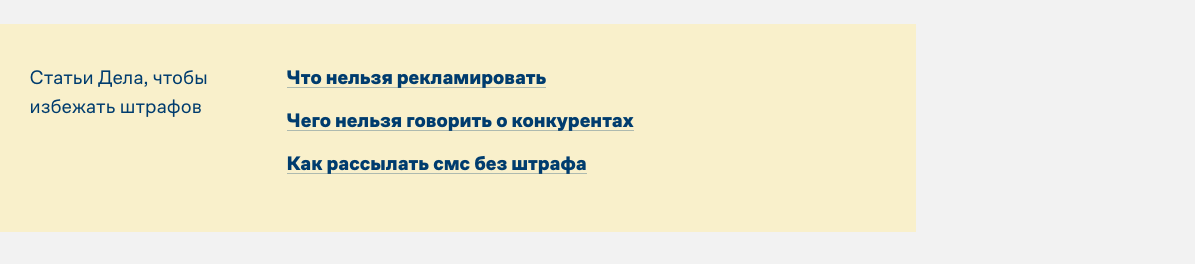 Статьи Дела, чтобы
избежать штрафов
Что нельзя рекламировать
Чего нельзя говорить о конкурентах
Как рассылать смс без штрафа